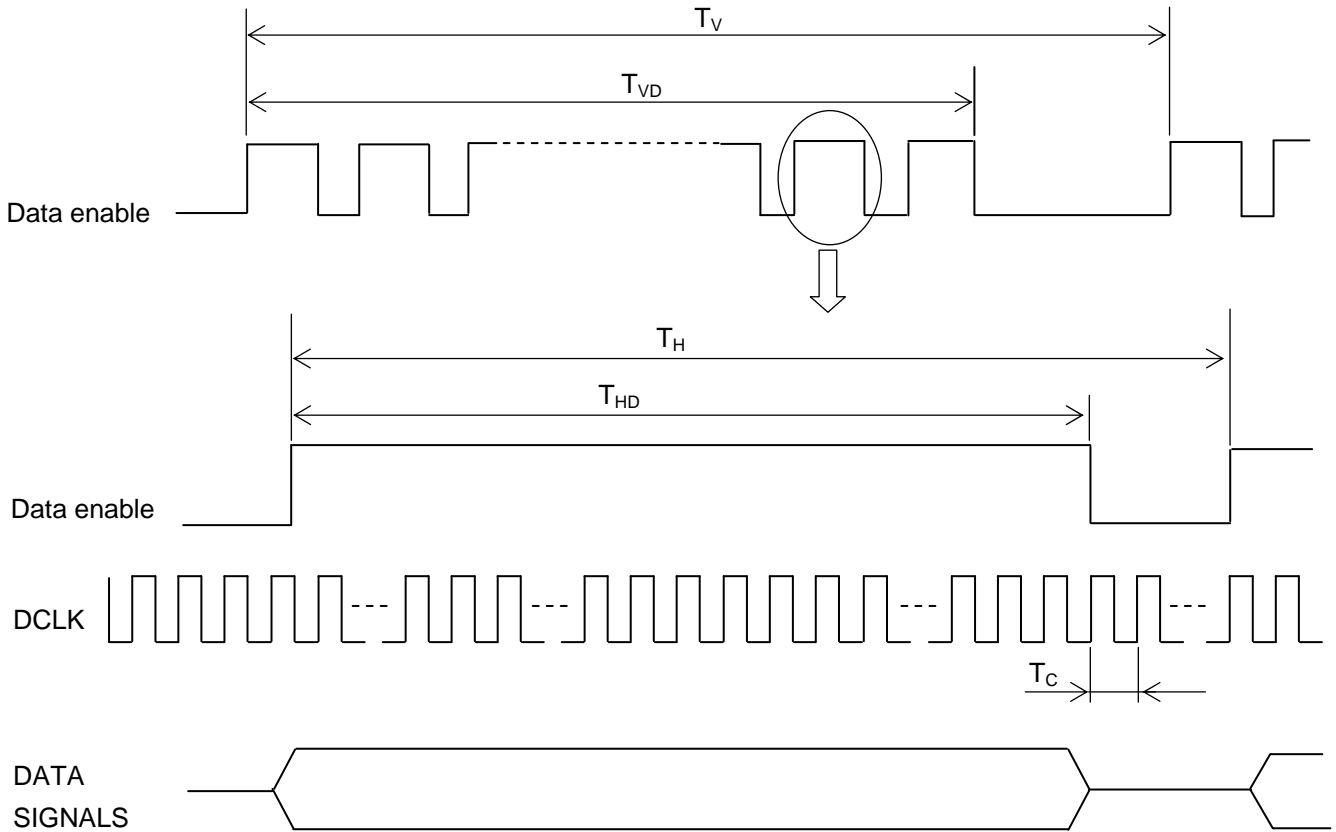 T_V
T_VD
Data enable
T_H
T_HD
Data enable
DCLK
T_C
DATA
SIGNALS